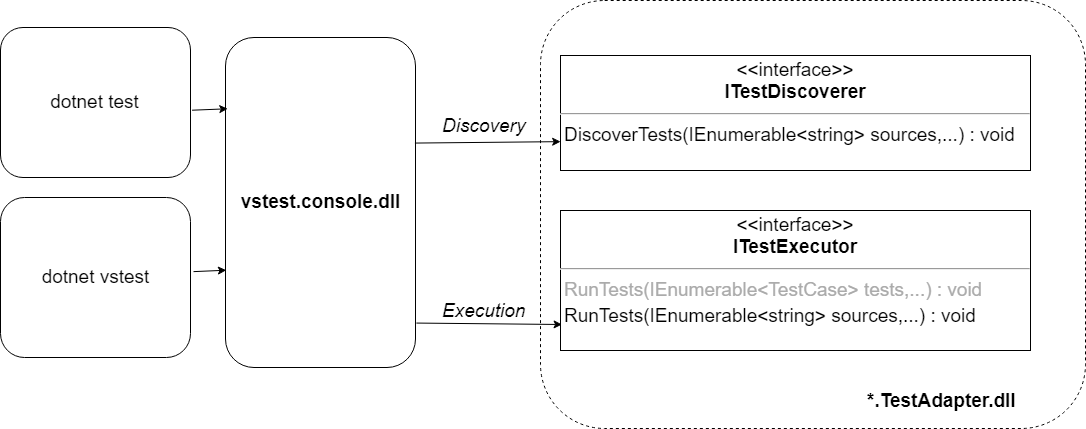 dotnet test
dotnet vstest
vstest.console.dll
Discovery
Execution
<<interface>>
ITestDiscoverer
DiscoverTests(IEnumerable<string> sources,...) : void
<<interface>>
ITestExecutor
RunTests(IEnumerable<TestCase> tests,...) : void
RunTests(IEnumerable<string> sources,...) : void
*.TestAdapter.dll